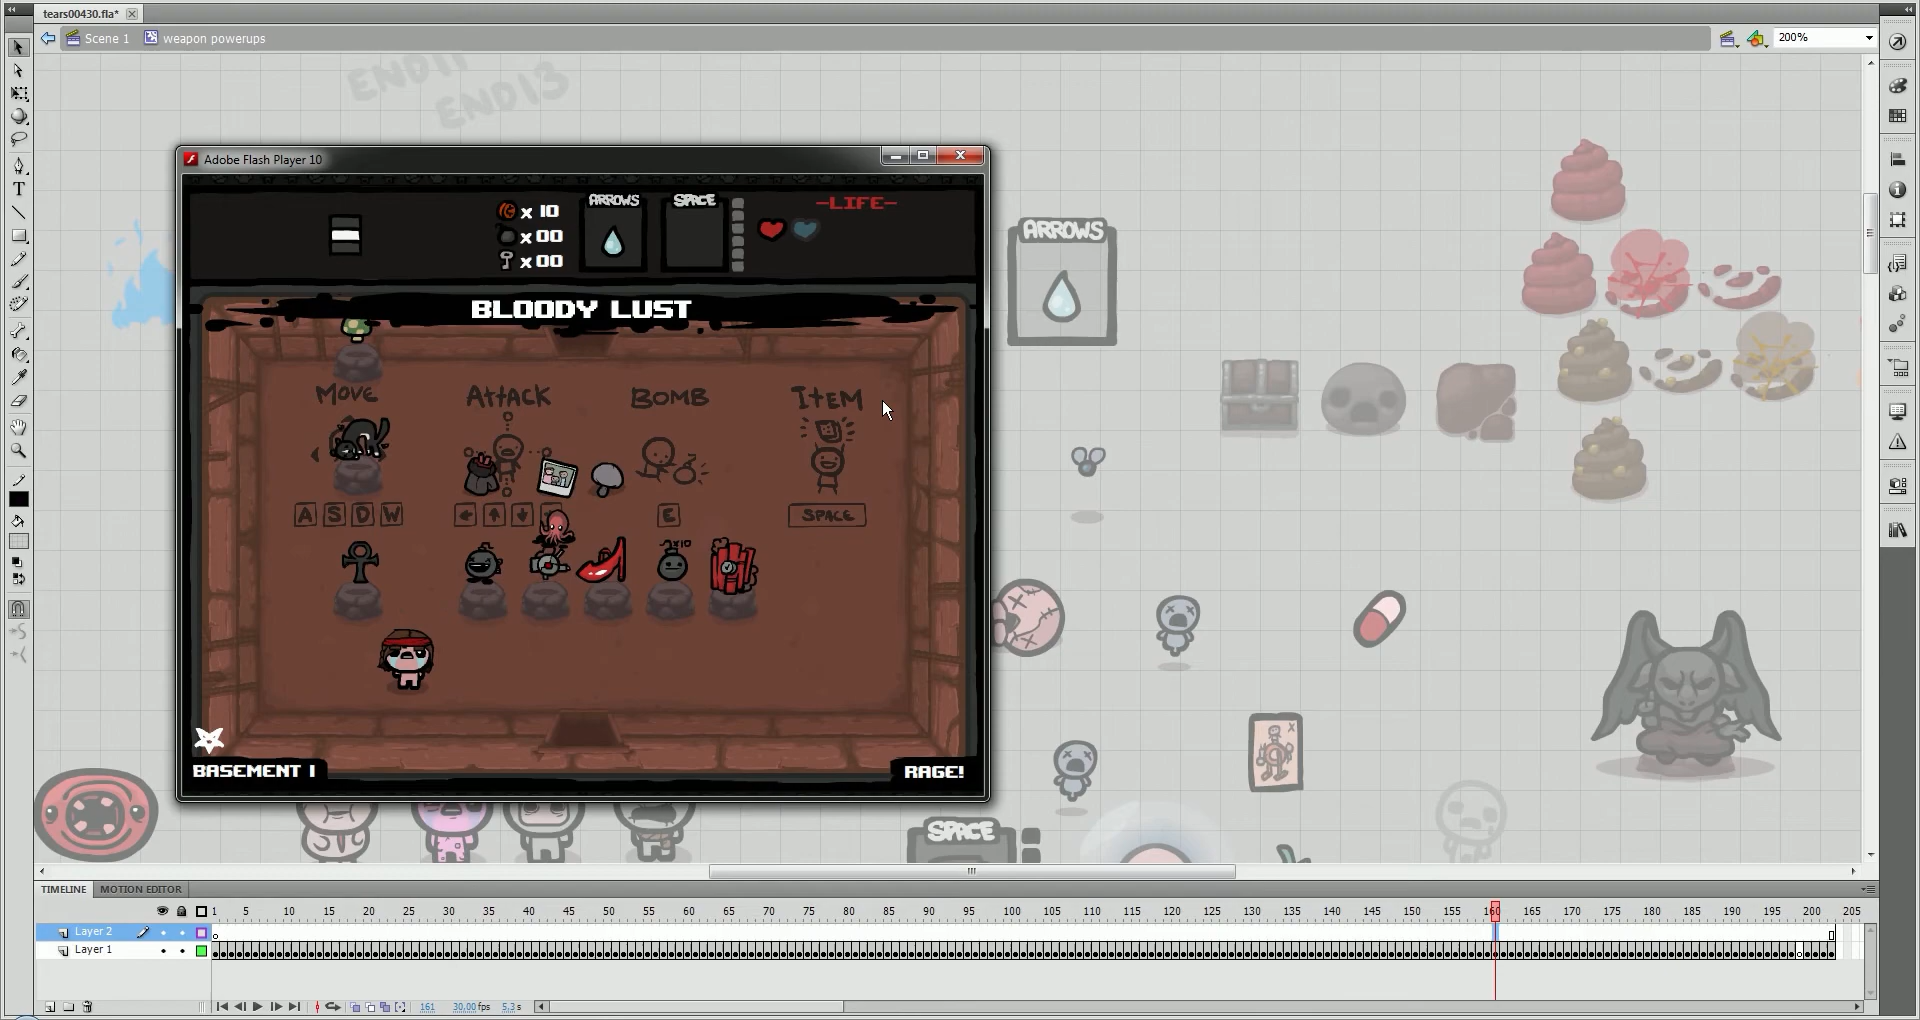 tears00430.fla*
Scene 1
weapon powerups
200%
END11
END13
Adobe Flash Player 10
x 10
x 00
x 00
ARROWS
SPACE
-LIFE-
BLOODY LUST
MOVE
ATTACK
BOMB
ITEM
x10
A S D W
E
SPACE
BASEMENT I
RAGE!
ARROWS
X
SPACE
TIMELINE
MOTION EDITOR
1 5 10 15 20 25 30 35 40 45 50 55 60 65 70 75 80 85 90 95 100 105 110 115 120 125 130 135 140 145 150 155 160 165 170 175 180 185 190 195 200 205
Layer 2
Layer 1
161
30.00 fps
5.3 s